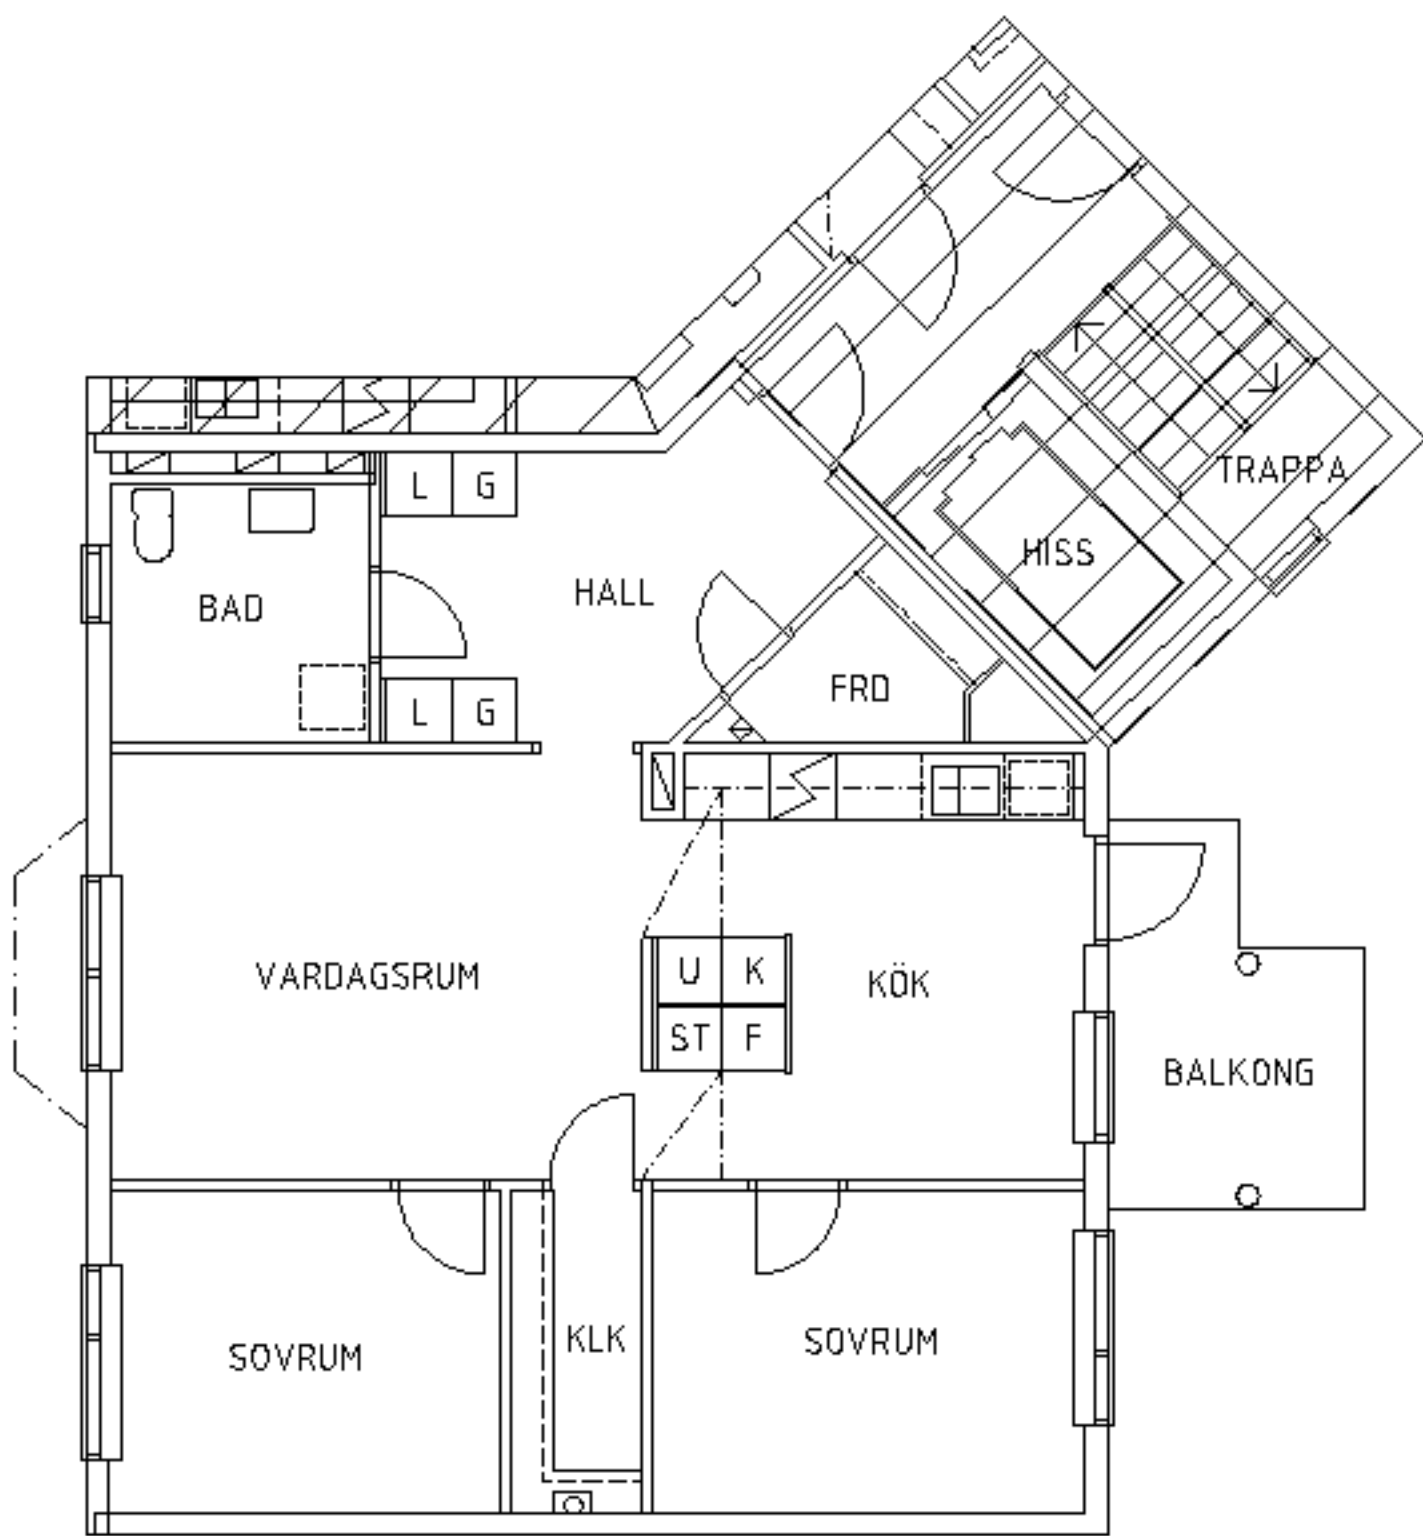 TRAPPA
L G
HISS
HALL
BAD
FRD
L G
VARDAGSRUM
U K
KÖK
ST F
BALKONG
SOVRUM
KLK
SOVRUM